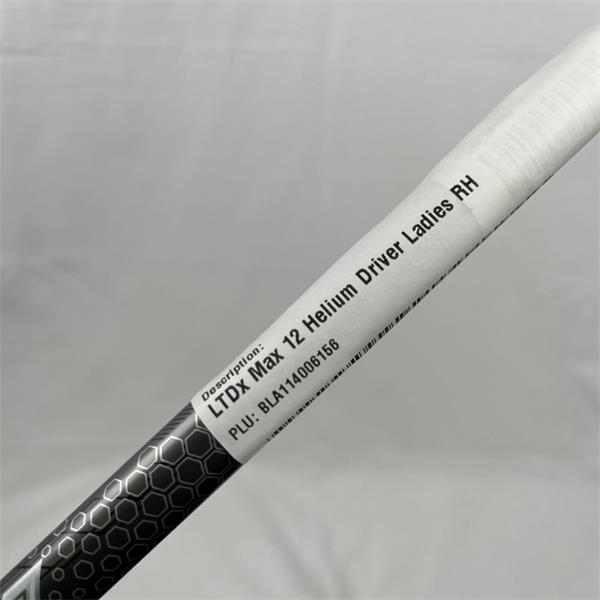 Description:
LTDx Max 12 Helium Driver Ladies RH
PLU: BLA114006156